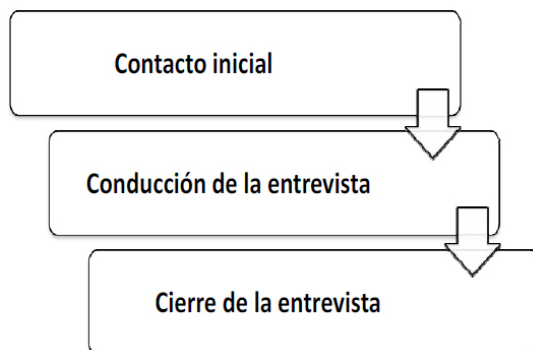 Contacto inicial
Conducción de la entrevista
Cierre de la entrevista